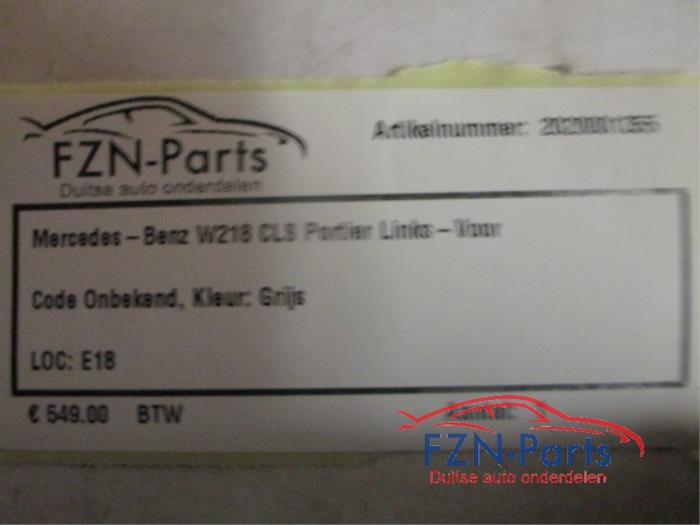 FZN-Parts
Duitse auto onderdelen
Artikelnummer:
Mercedes-Benz W218 CLS Portier Links-Voor
Code Onbekend, Kleur: Grijs
LOC: E18
€ 549.00 BTW
FZN-Parts
Duitse auto onderdelen